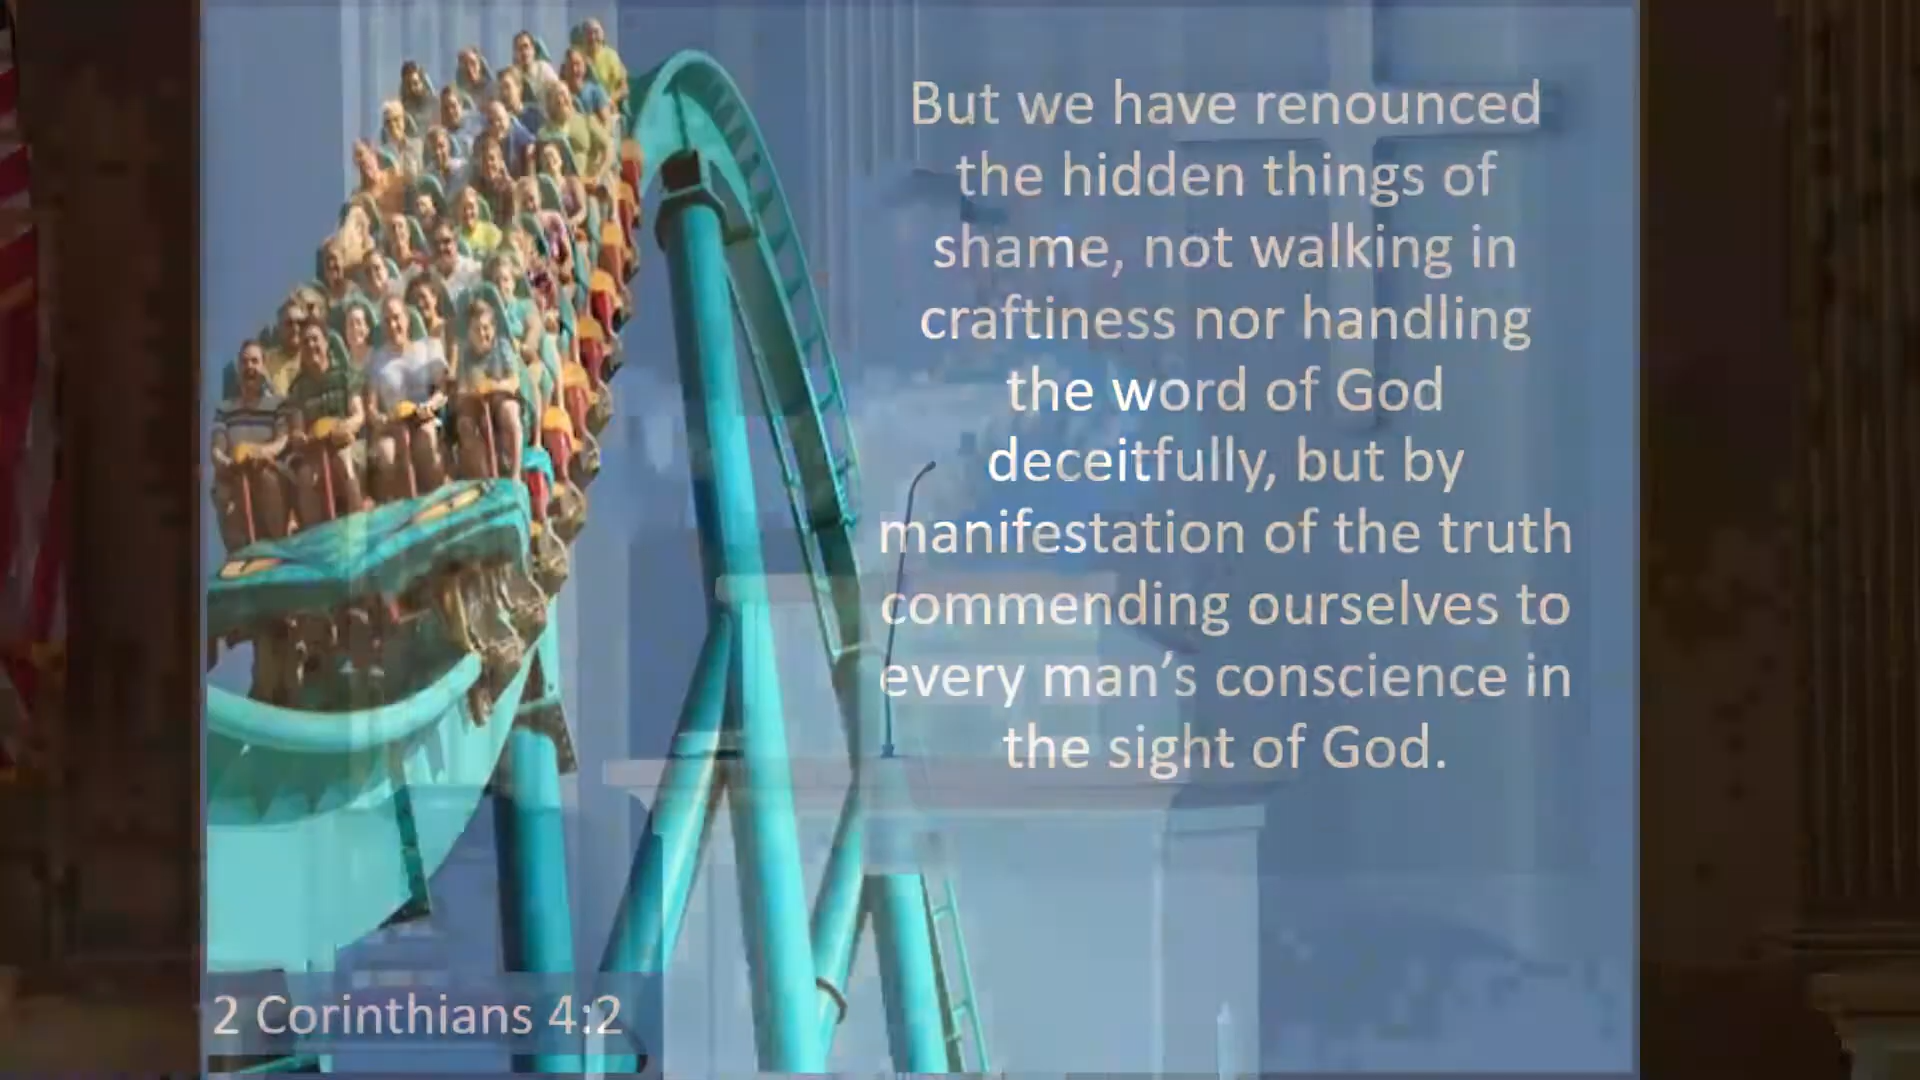 But we have renounced
the hidden things of
shame, not walking in
craftiness nor handling
the word of God
deceitfully, but by
manifestation of the truth
commending ourselves to
every man’s conscience in
the sight of God.
2 Corinthians 4:2